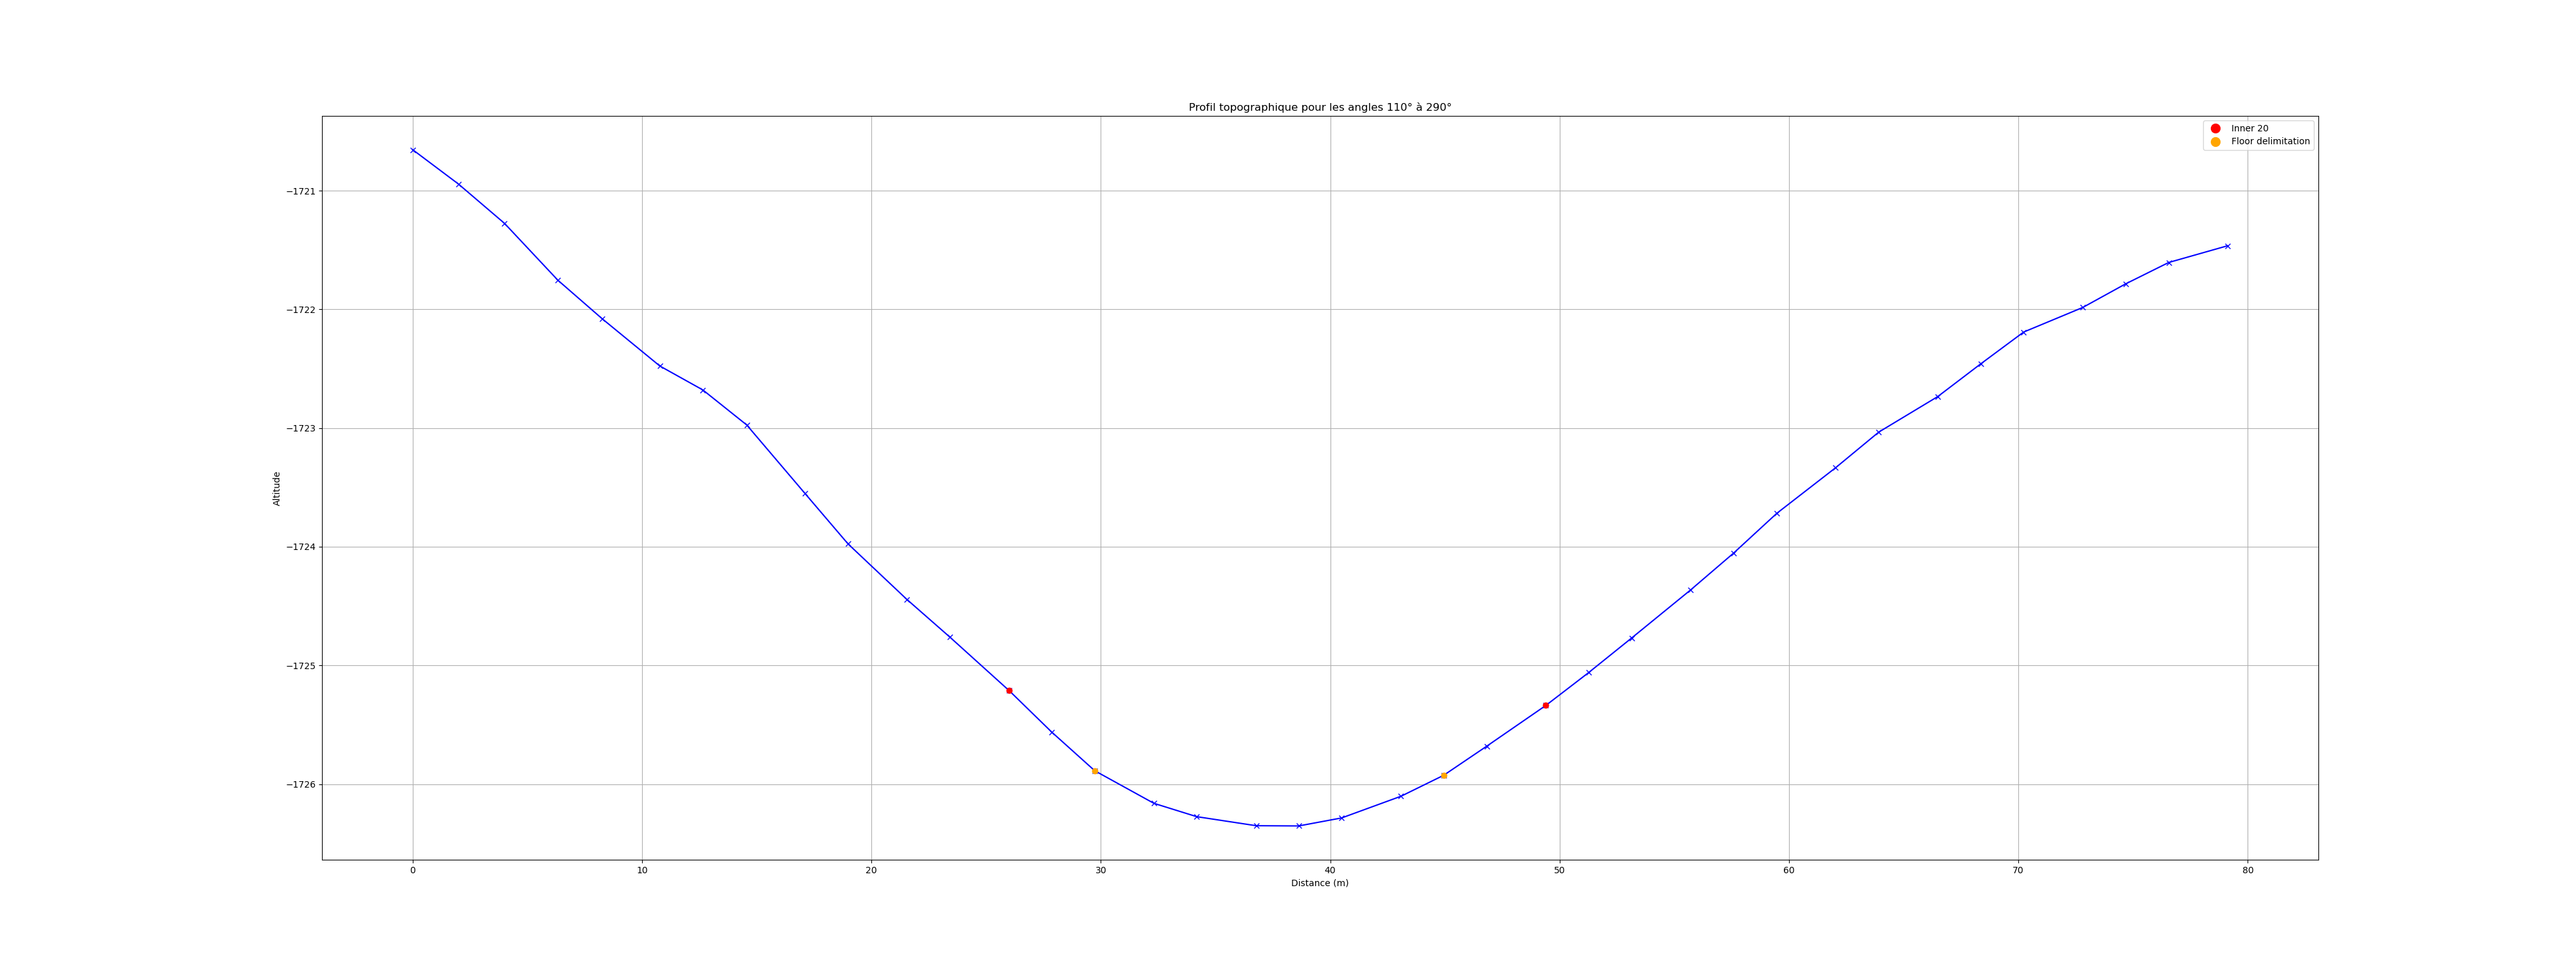 Profil topographique pour les angles 110° à 290°
Inner 20
Floor delimitation
−1721
−1722
−1723
−1724
−1725
−1726
Altitude
0 10 20 30 40 50 60 70 80
Distance (m)